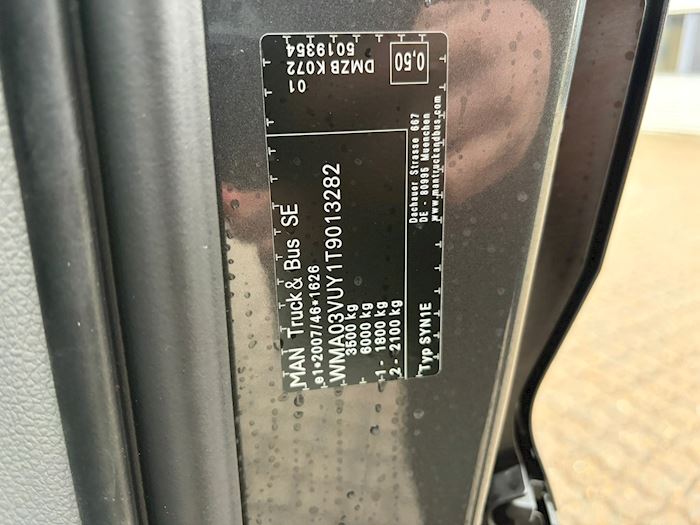 MAN Truck & Bus SE
e1*2007/46*1626
WMA03VUY1T9013282
3500 kg
6000 kg
1 - 1800 kg
2 - 2100 kg
Typ SYN1E
Dachauer Strasse 667
DE - 80995 Muenchen
www.mantruckandbus.com
01
DMZB K072
5019354
0,50